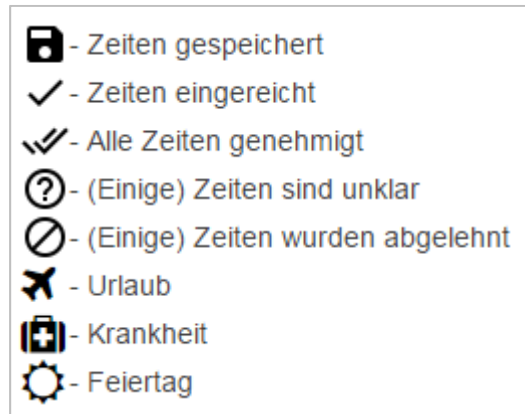 - Zeiten gespeichert
- Zeiten eingereicht
- Alle Zeiten genehmigt
- (Einige) Zeiten sind unklar
- (Einige) Zeiten wurden abgelehnt
- Urlaub
- Krankheit
- Feiertag